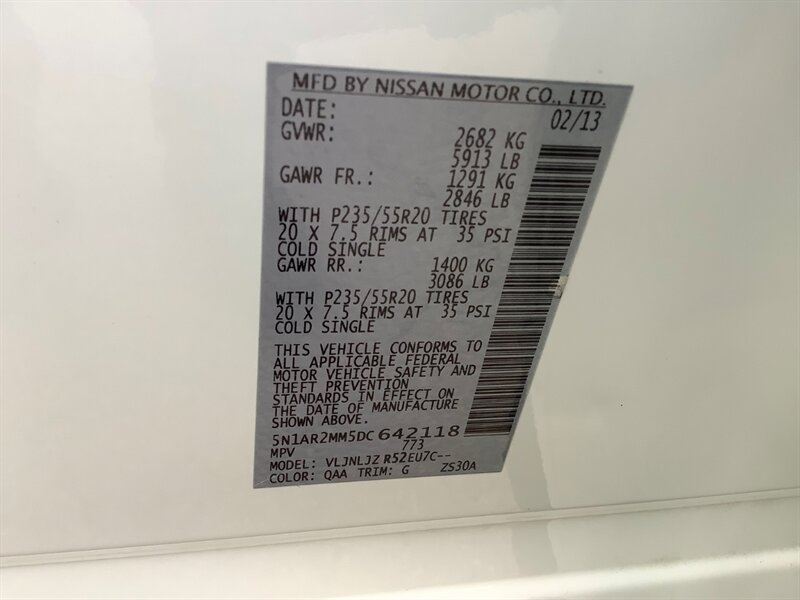 MFD BY NISSAN MOTOR CO., LTD.
DATE: 02/13
GVWR: 2682 KG
5913 LB
GAWR FR.: 1291 KG
2846 LB
WITH P235/55R20 TIRES
20 X 7.5 RIMS AT 35 PSI
COLD SINGLE
GAWR RR.: 1400 KG
3086 LB
WITH P235/55R20 TIRES
20 X 7.5 RIMS AT 35 PSI
COLD SINGLE
THIS VEHICLE CONFORMS TO
ALL APPLICABLE FEDERAL
MOTOR VEHICLE SAFETY AND
THEFT PREVENTION
STANDARDS IN EFFECT ON
THE DATE OF MANUFACTURE
SHOWN ABOVE.
5N1AR2MM5DC 642118
MPV 773
MODEL: VLJNLJZ R52EU7C--
COLOR: QAA TRIM: G ZS30A